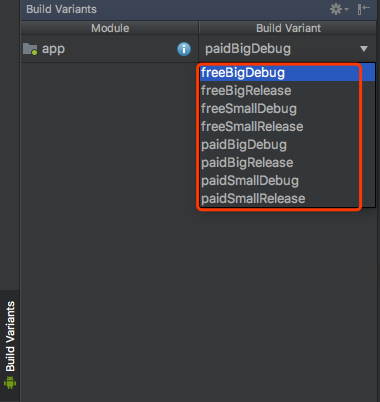 Build Variants
Module Build Variant
app paidBigDebug
freeBigDebug
freeBigRelease
freeSmallDebug
freeSmallRelease
paidBigDebug
paidBigRelease
paidSmallDebug
paidSmallRelease
Build Variants